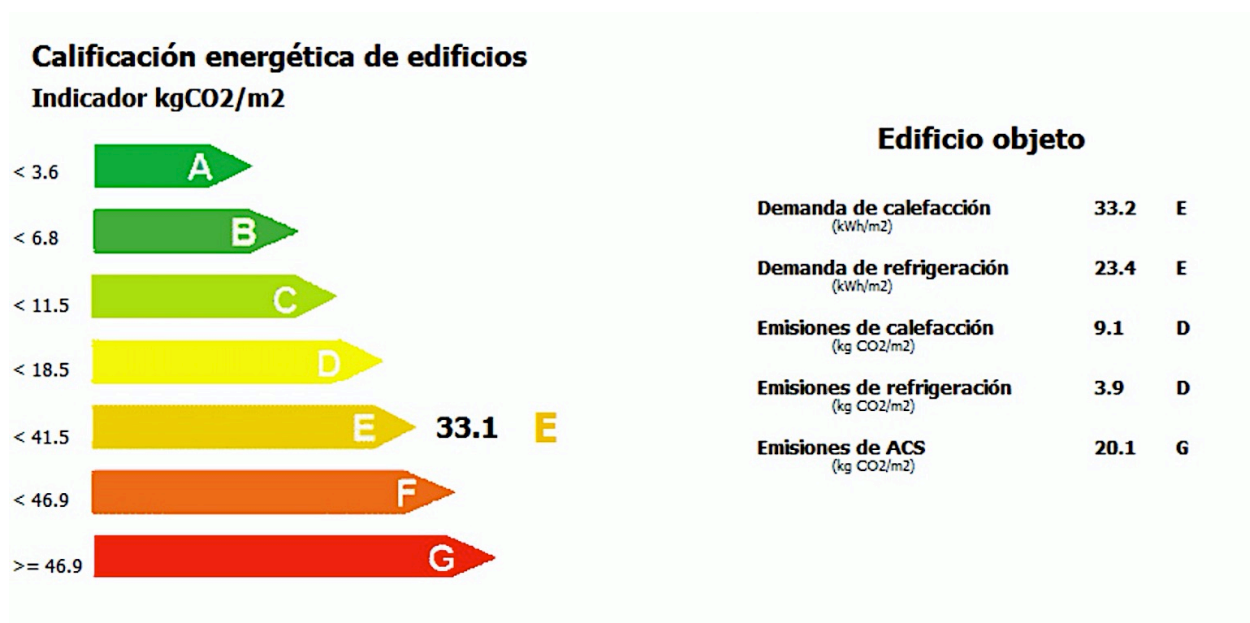 Calificación energética de edificios
Indicador kgCO2/m2
< 3.6 A
< 6.8 B
< 11.5 C
< 18.5 D
< 41.5 E 33.1 E
< 46.9 F
>= 46.9 G
Edificio objeto
Demanda de calefacción 33.2 E
(kWh/m2)
Demanda de refrigeración 23.4 E
(kWh/m2)
Emisiones de calefacción 9.1 D
(kg CO2/m2)
Emisiones de refrigeración 3.9 D
(kg CO2/m2)
Emisiones de ACS 20.1 G
(kg CO2/m2)